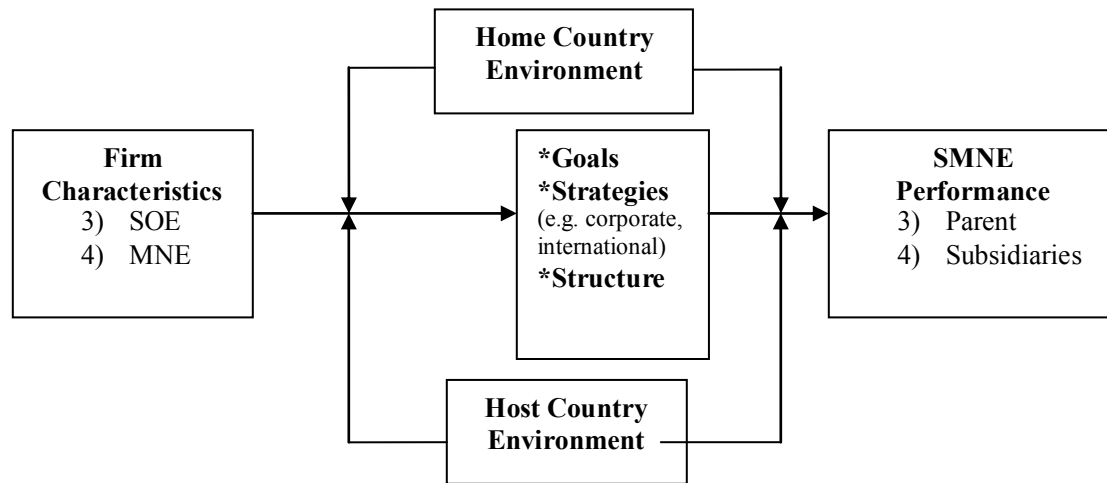 Home Country
Environment
Firm
Characteristics
3) SOE
4) MNE
*Goals
*Strategies
(e.g. corporate,
international)
*Structure
SMNE
Performance
3) Parent
4) Subsidiaries
Host Country
Environment